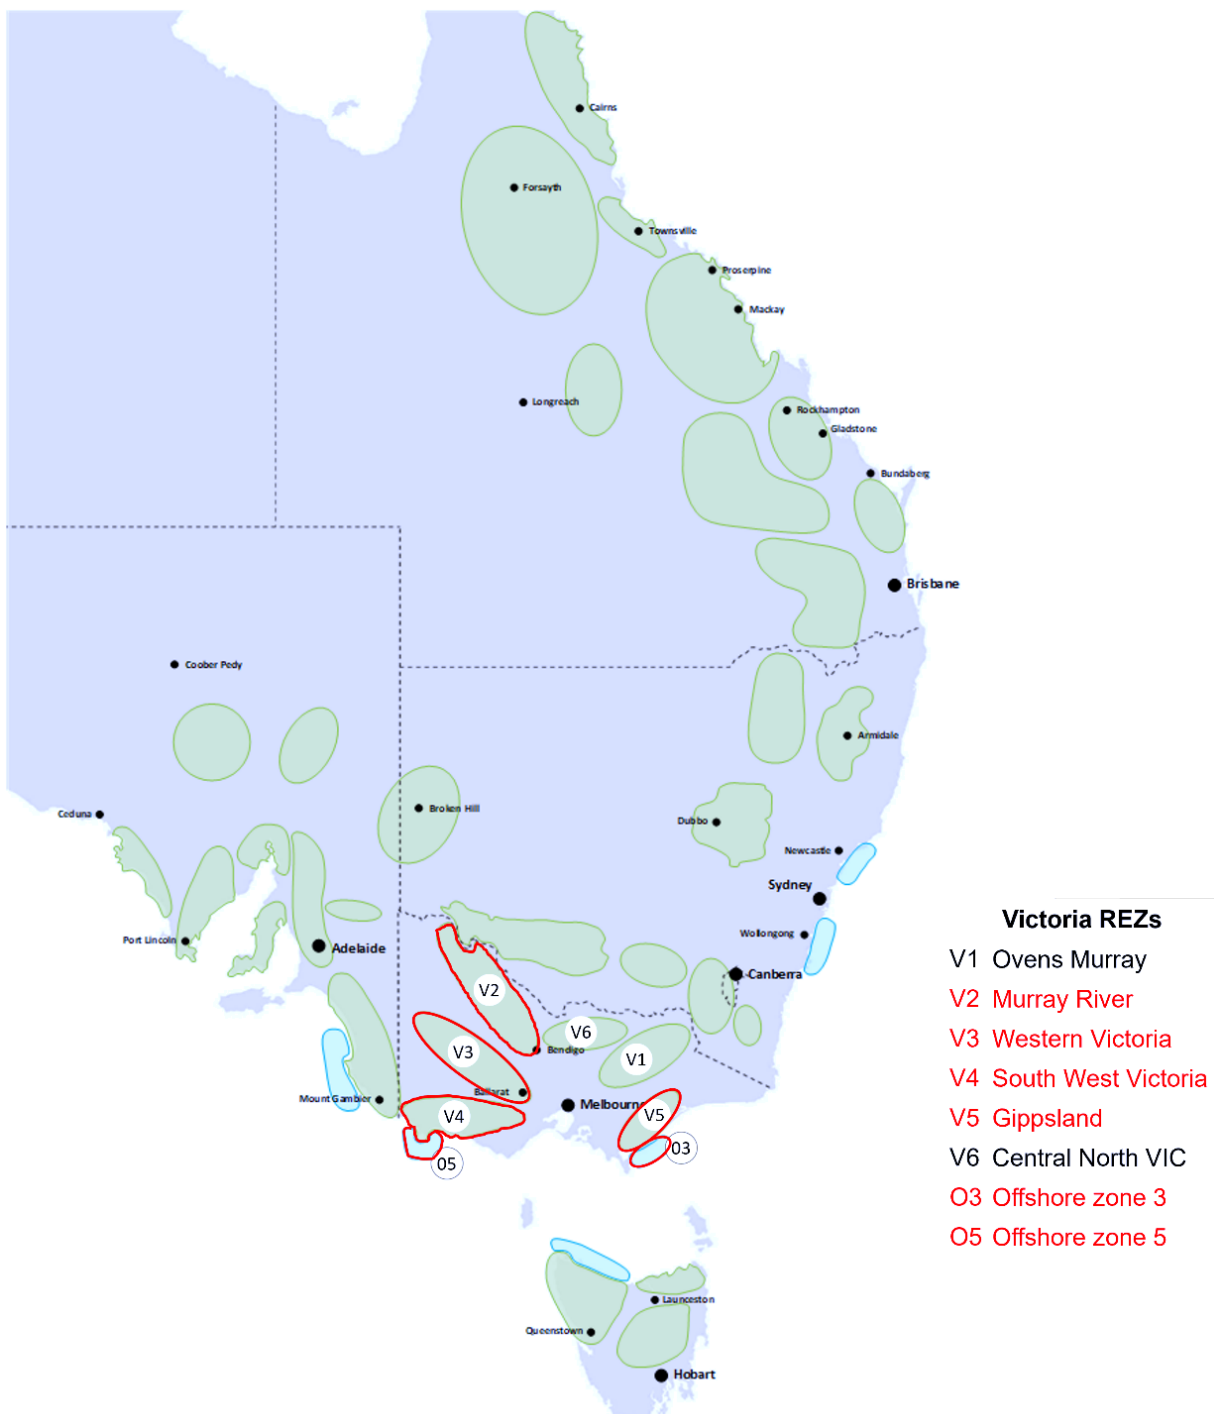 Cairns
Forsayth
Townsville
Proserpine
Mackay
Longreach
Rockhampton
Gladstone
Bundaberg
Brisbane
Coober Pedy
Armidale
Broken Hill
Ceduna
Dubbo
Newcastle
Sydney
Wollongong
Port Lincoln
Adelaide
Canberra
V2
V6
V3
Bendigo
V1
Ballarat
Mount Gambier
Melbourne
V4
V5
03
05
Launceston
Queenstown
Hobart
Victoria REZs
V1 Ovens Murray
V2 Murray River
V3 Western Victoria
V4 South West Victoria
V5 Gippsland
V6 Central North VIC
O3 Offshore zone 3
O5 Offshore zone 5